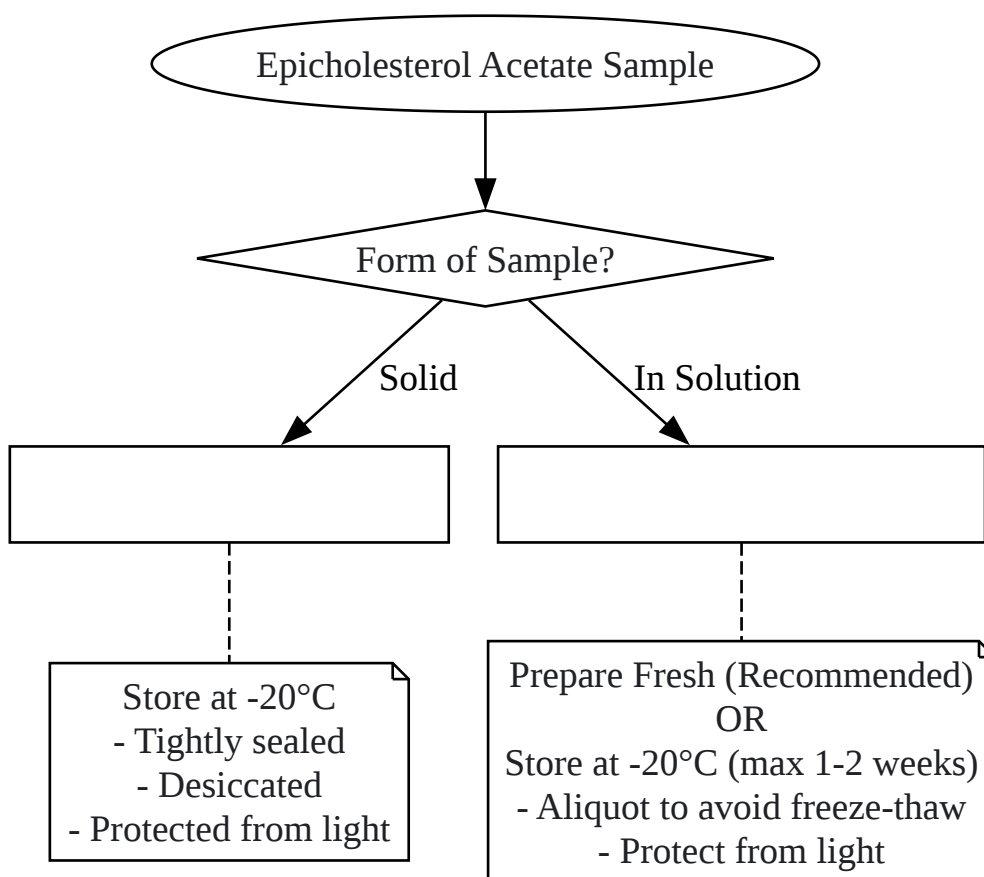 Epicholesterol Acetate Sample
Form of Sample?
Solid
In Solution
Store at -20°C
- Tightly sealed
- Desiccated
- Protected from light
Prepare Fresh (Recommended)
OR
Store at -20°C (max 1-2 weeks)
- Aliquot to avoid freeze-thaw
- Protect from light